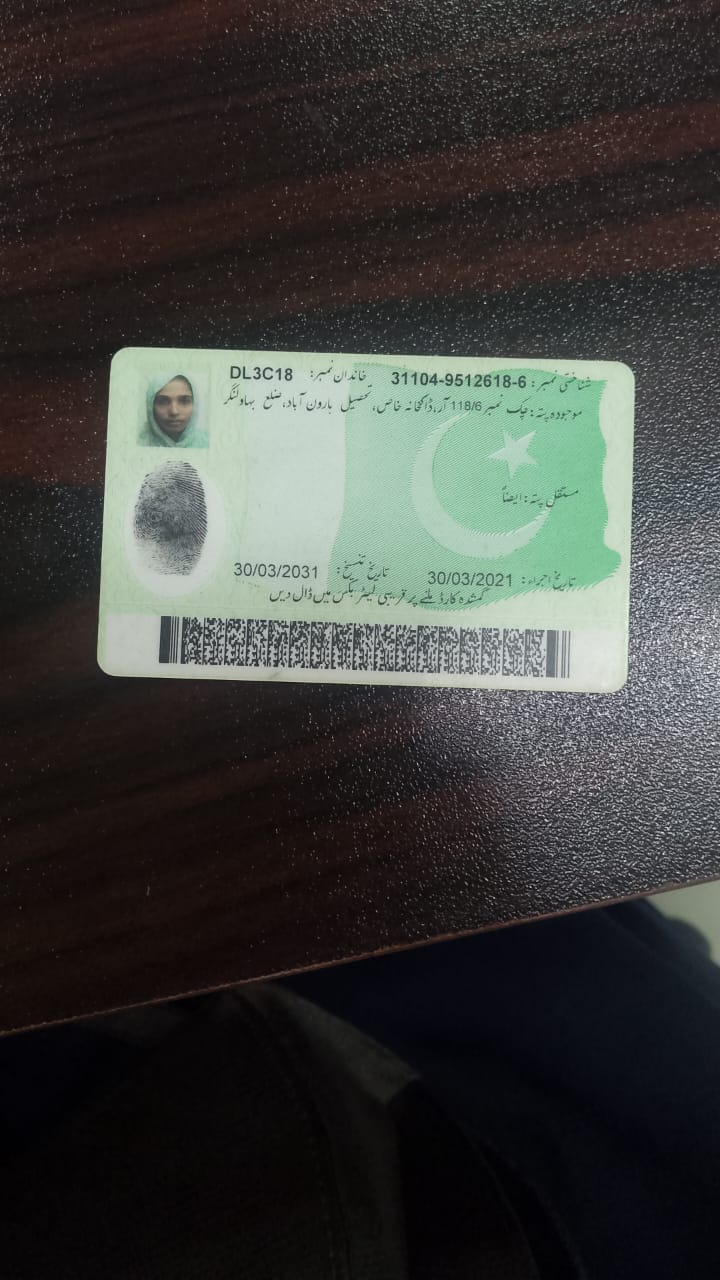 شناختی نمبر: 31104-9512618-6 خاندان نمبر: DL3C18
موجودہ پتہ: چک نمبر 118/6 آر، ڈاکخانہ خاص، تحصیل ہارون آباد، ضلع بہاولنگر
مستقل پتہ: ایضاً
تاریخ اجراء: 30/03/2021 تاریخ تنسیخ: 30/03/2031
گمشدہ کارڈ ملنے پر قریبی لیٹر بکس میں ڈال دیں